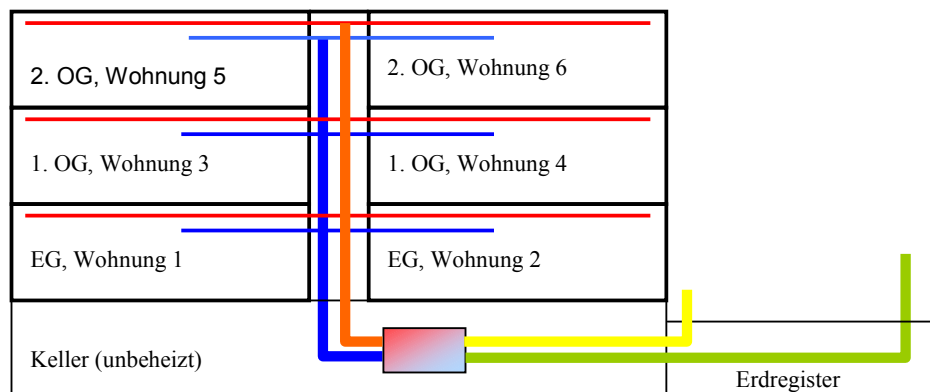 2. OG, Wohnung 5
2. OG, Wohnung 6
1. OG, Wohnung 3
1. OG, Wohnung 4
EG, Wohnung 1
EG, Wohnung 2
Keller (unbeheizt)
Erdregister